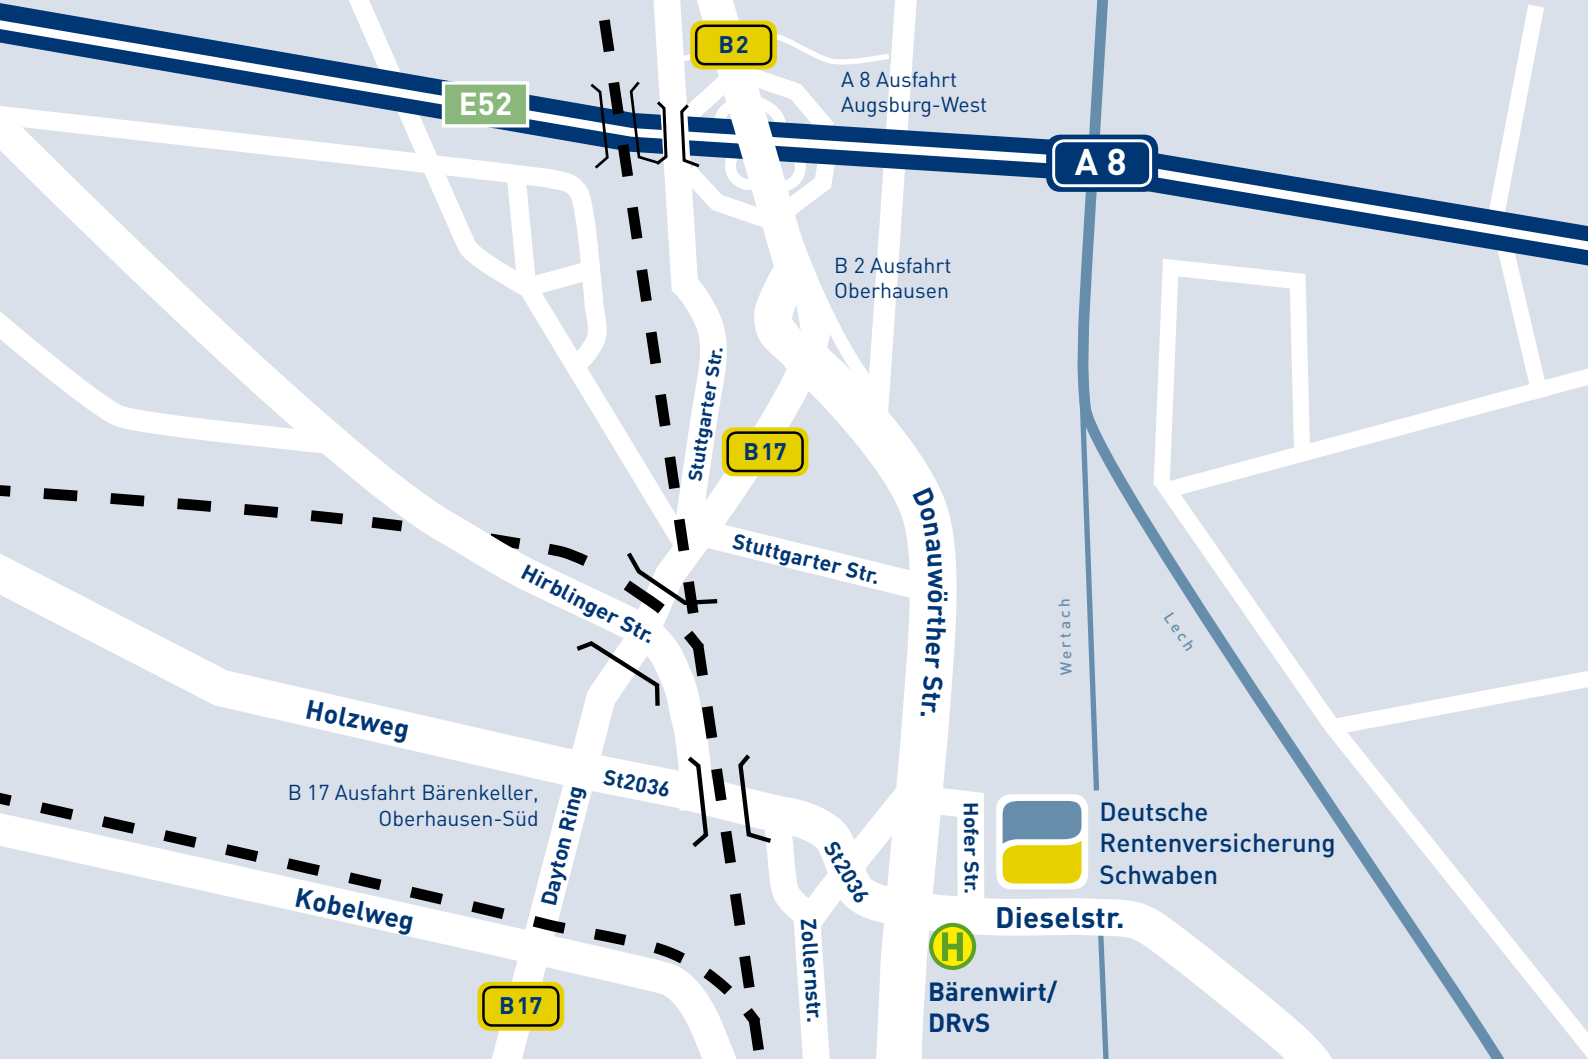 B2
A 8 Ausfahrt
Augsburg-West
E52
A 8
B 2 Ausfahrt
Oberhausen
Stuttgarter Str.
B17
Donauwörther Str.
Stuttgarter Str.
Hirblinger Str.
Wertach
Lech
Holzweg
St2036
B 17 Ausfahrt Bärenkeller,
Oberhausen-Süd
Dayton Ring
Hofer Str.
Deutsche
Rentenversicherung
Schwaben
St2036
Kobelweg
Dieselstr.
Zollernstr.
H
Bärenwirt/
DRvS
B17